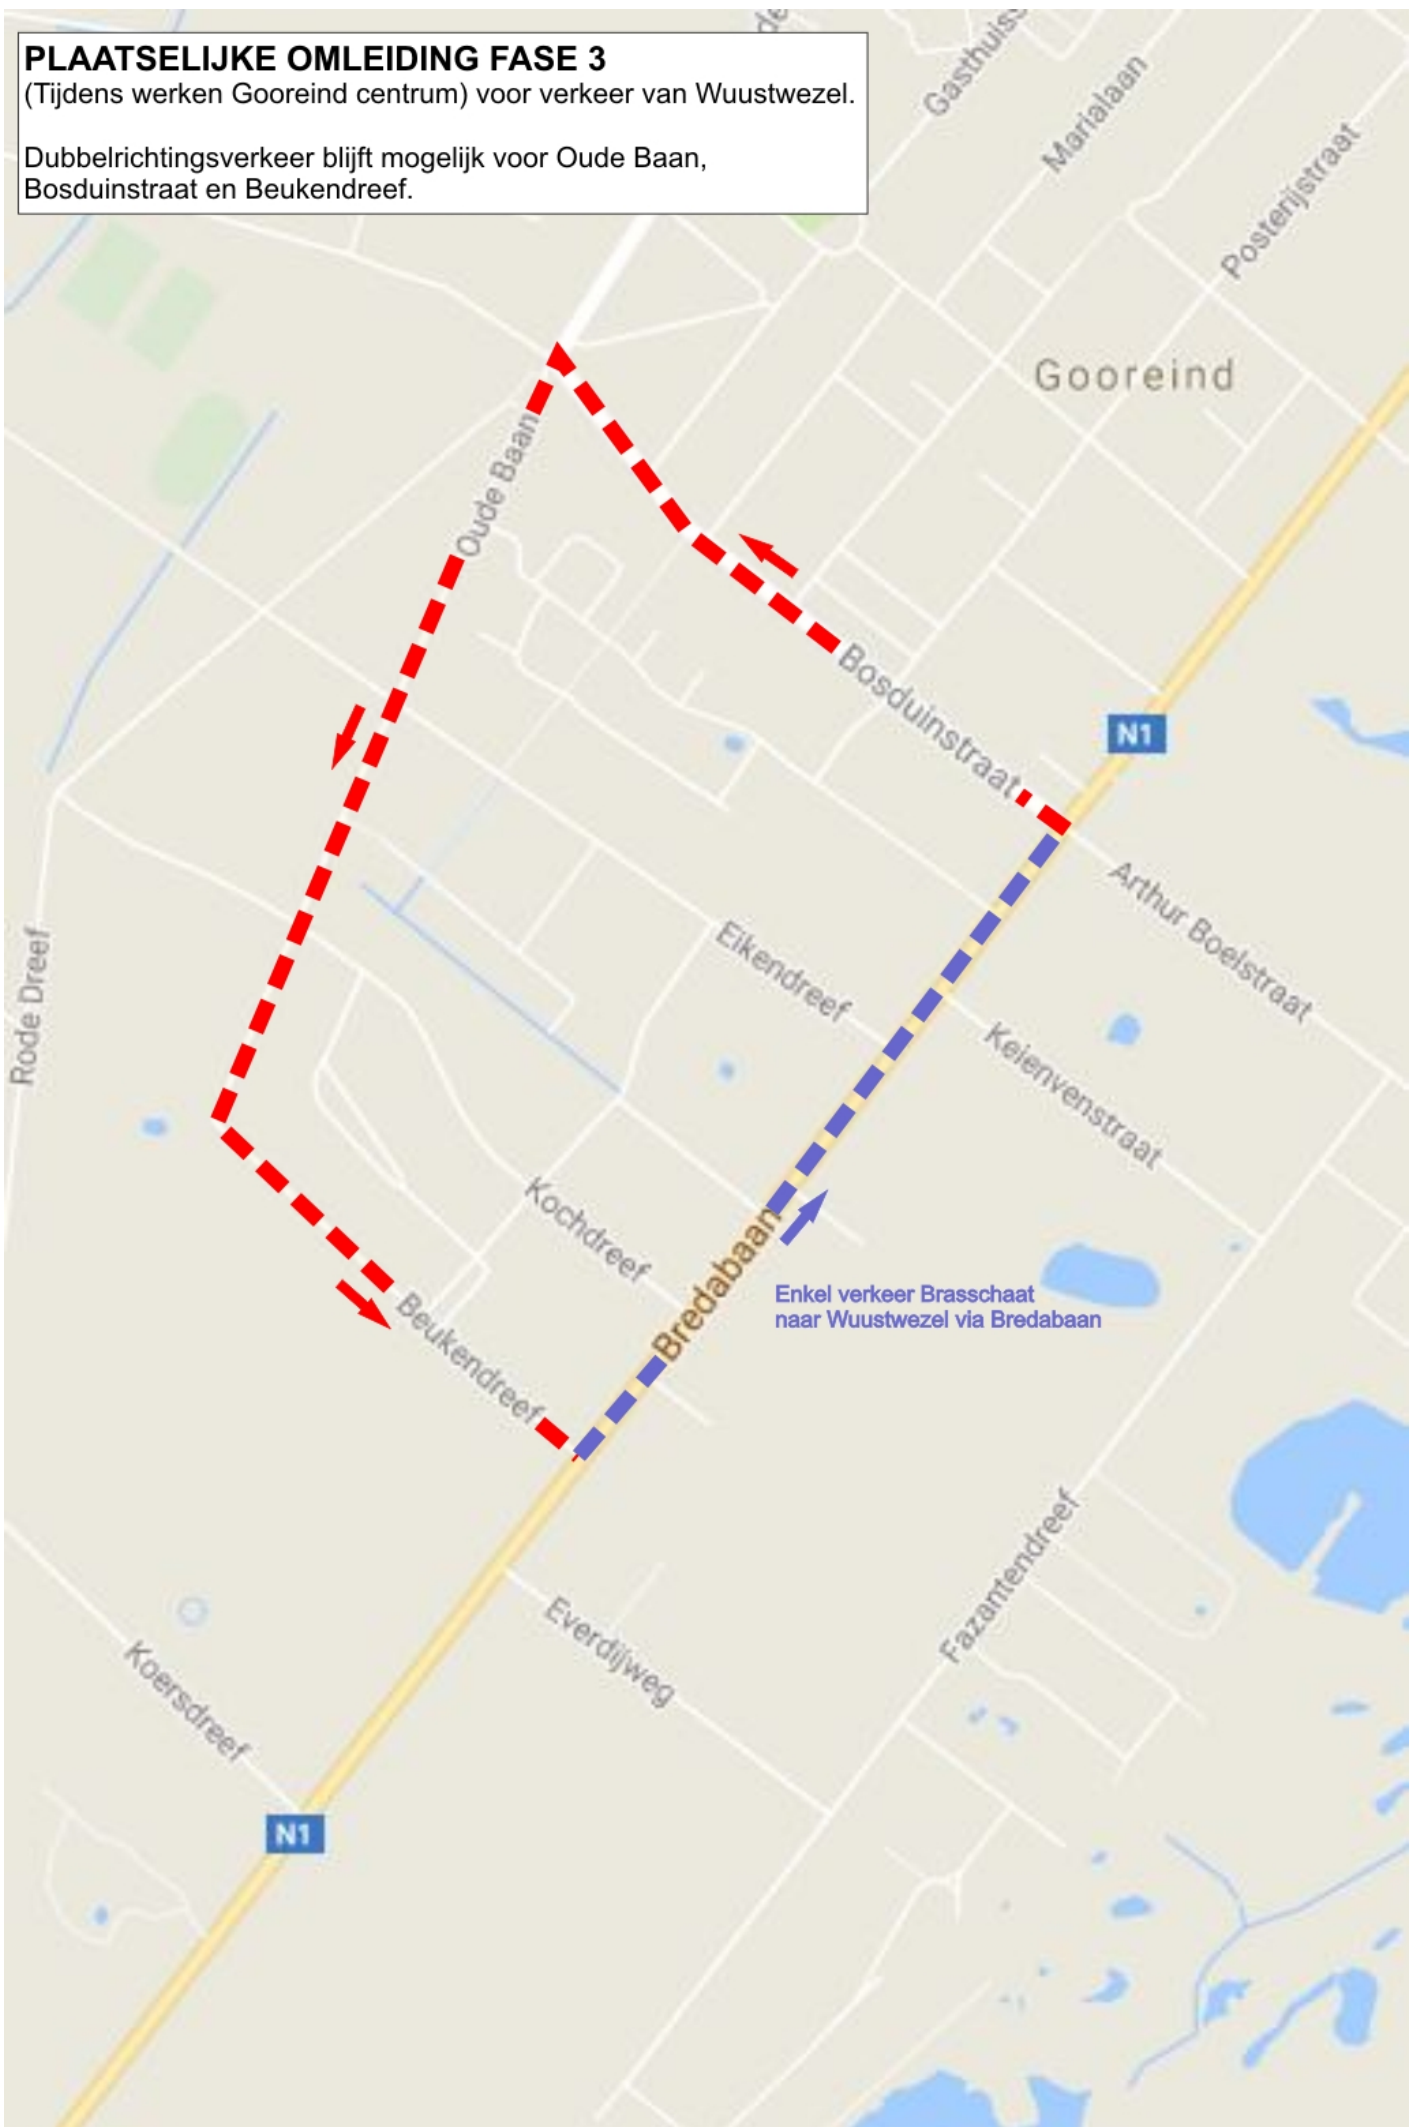 PLAATSELIJKE OMLEIDING FASE 3
(Tijdens werken Gooreind centrum) voor verkeer van Wuustwezel.
Dubbelrichtingsverkeer blijft mogelijk voor Oude Baan,
Bosduinstraat en Beukendreef.
Marialaan
Posterijstraat
Gooreind
Oude Baan
Bosduinstraat
N1
Arthur Boelstraat
Eikendreef
Rode Dreef
Keienvenstraat
Kochdreef
Bredabaan
Enkel verkeer Brasschaat
naar Wuustwezel via Bredabaan
Beukendreef
Fazantendreef
Everdijweg
Koersdreef
N1